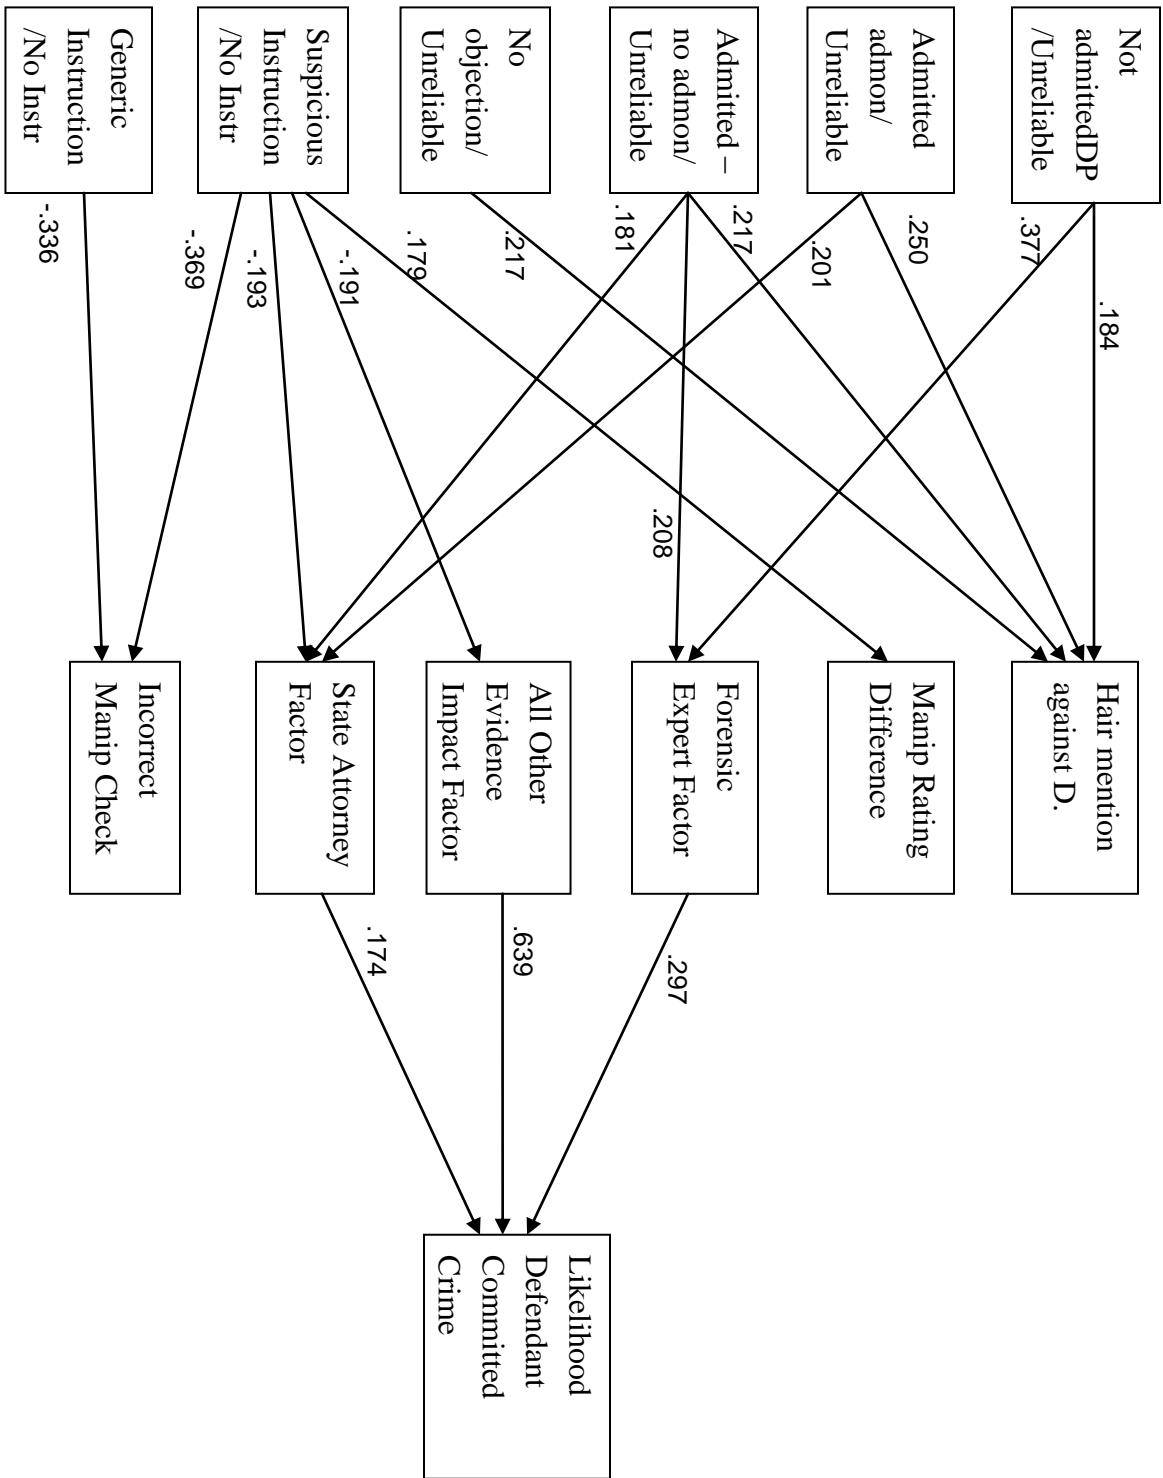 Not
admittedDP
/Unreliable
Admitted
admon/
Unreliable
Admitted –
no admon/
Unreliable
No
objection/
Unreliable
Suspicious
Instruction
/No Instr
Generic
Instruction
/No Instr
.184
.377
.250
.201
.217
.208
.181
.217
.179
-.191
-.193
-.369
-.336
Hair mention
against D.
Manip Rating
Difference
Forensic
Expert Factor
All Other
Evidence
Impact Factor
State Attorney
Factor
Incorrect
Manip Check
.297
.639
.174
Likelihood
Defendant
Committed
Crime